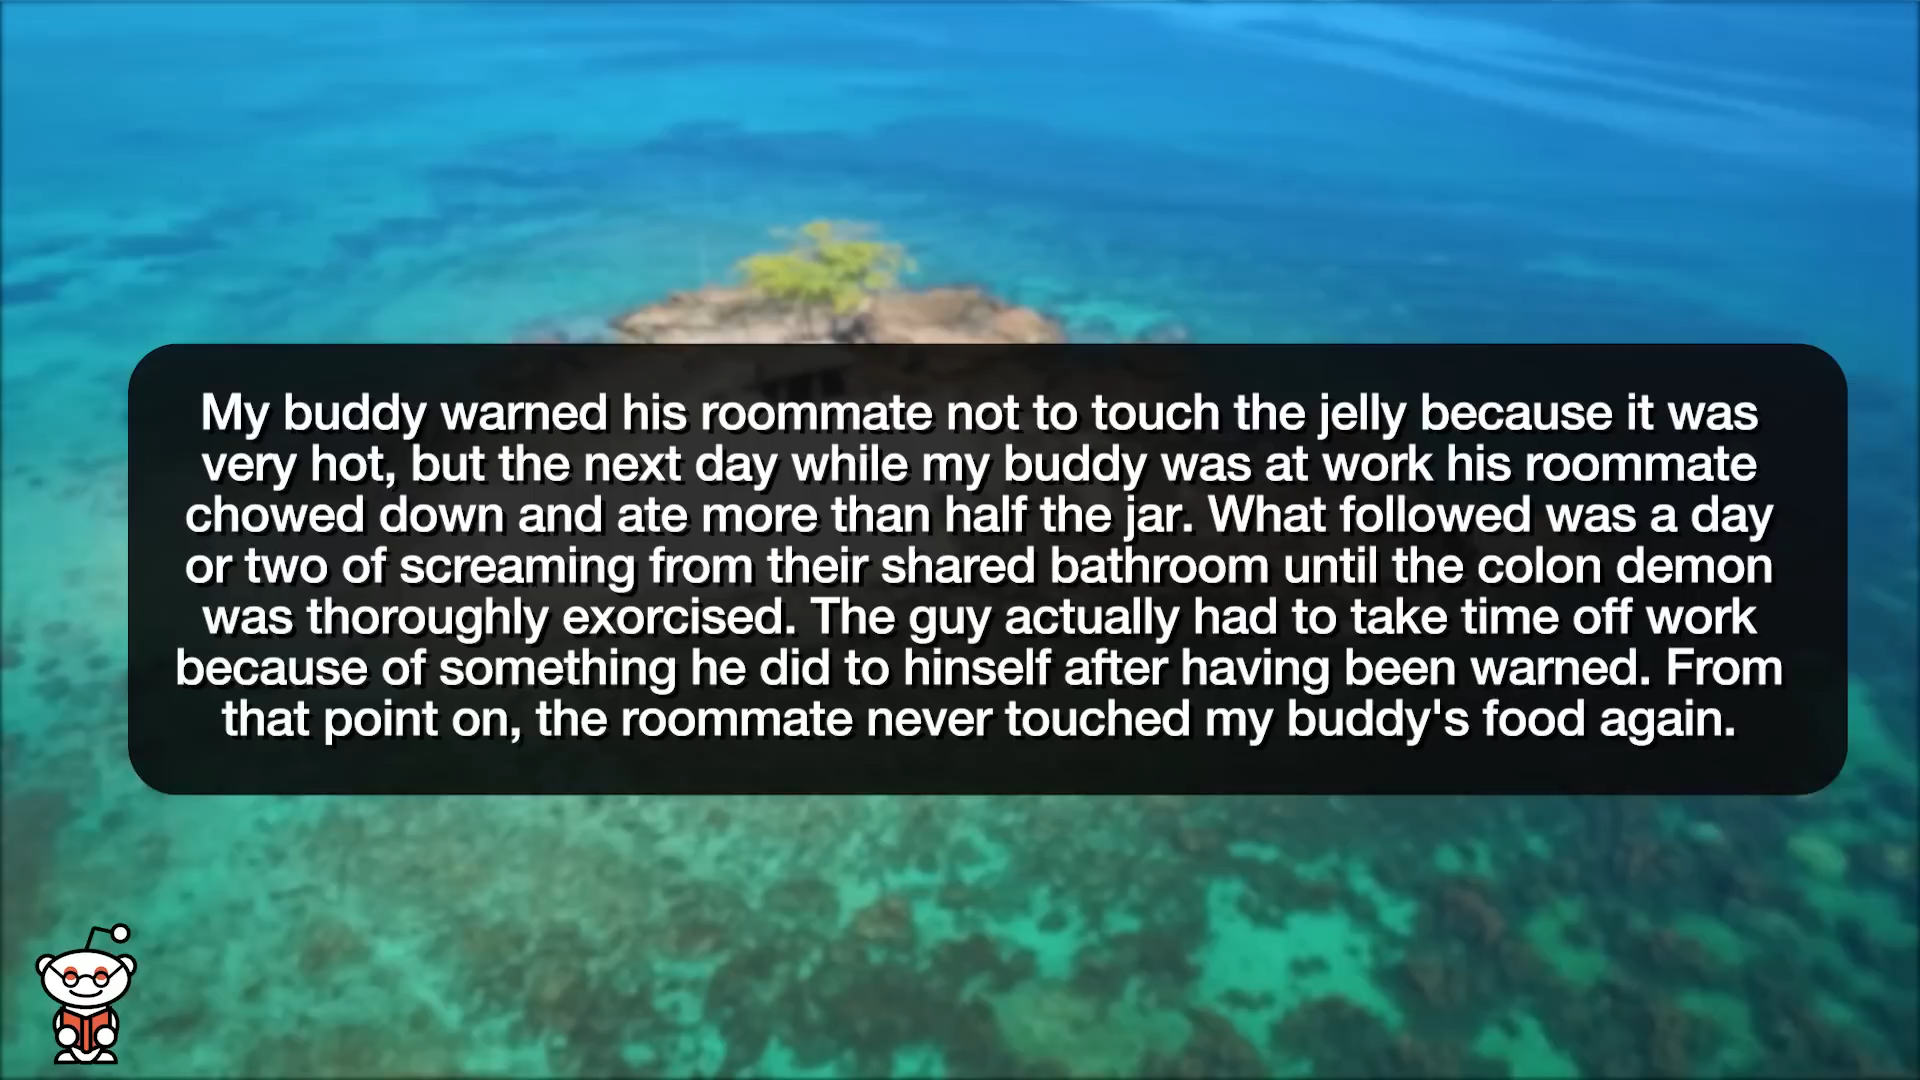 My buddy warned his roommate not to touch the jelly because it was
very hot, but the next day while my buddy was at work his roommate
chowed down and ate more than half the jar. What followed was a day
or two of screaming from their shared bathroom until the colon demon
was thoroughly exorcised. The guy actually had to take time off work
because of something he did to hinself after having been warned. From
that point on, the roommate never touched my buddy's food again.